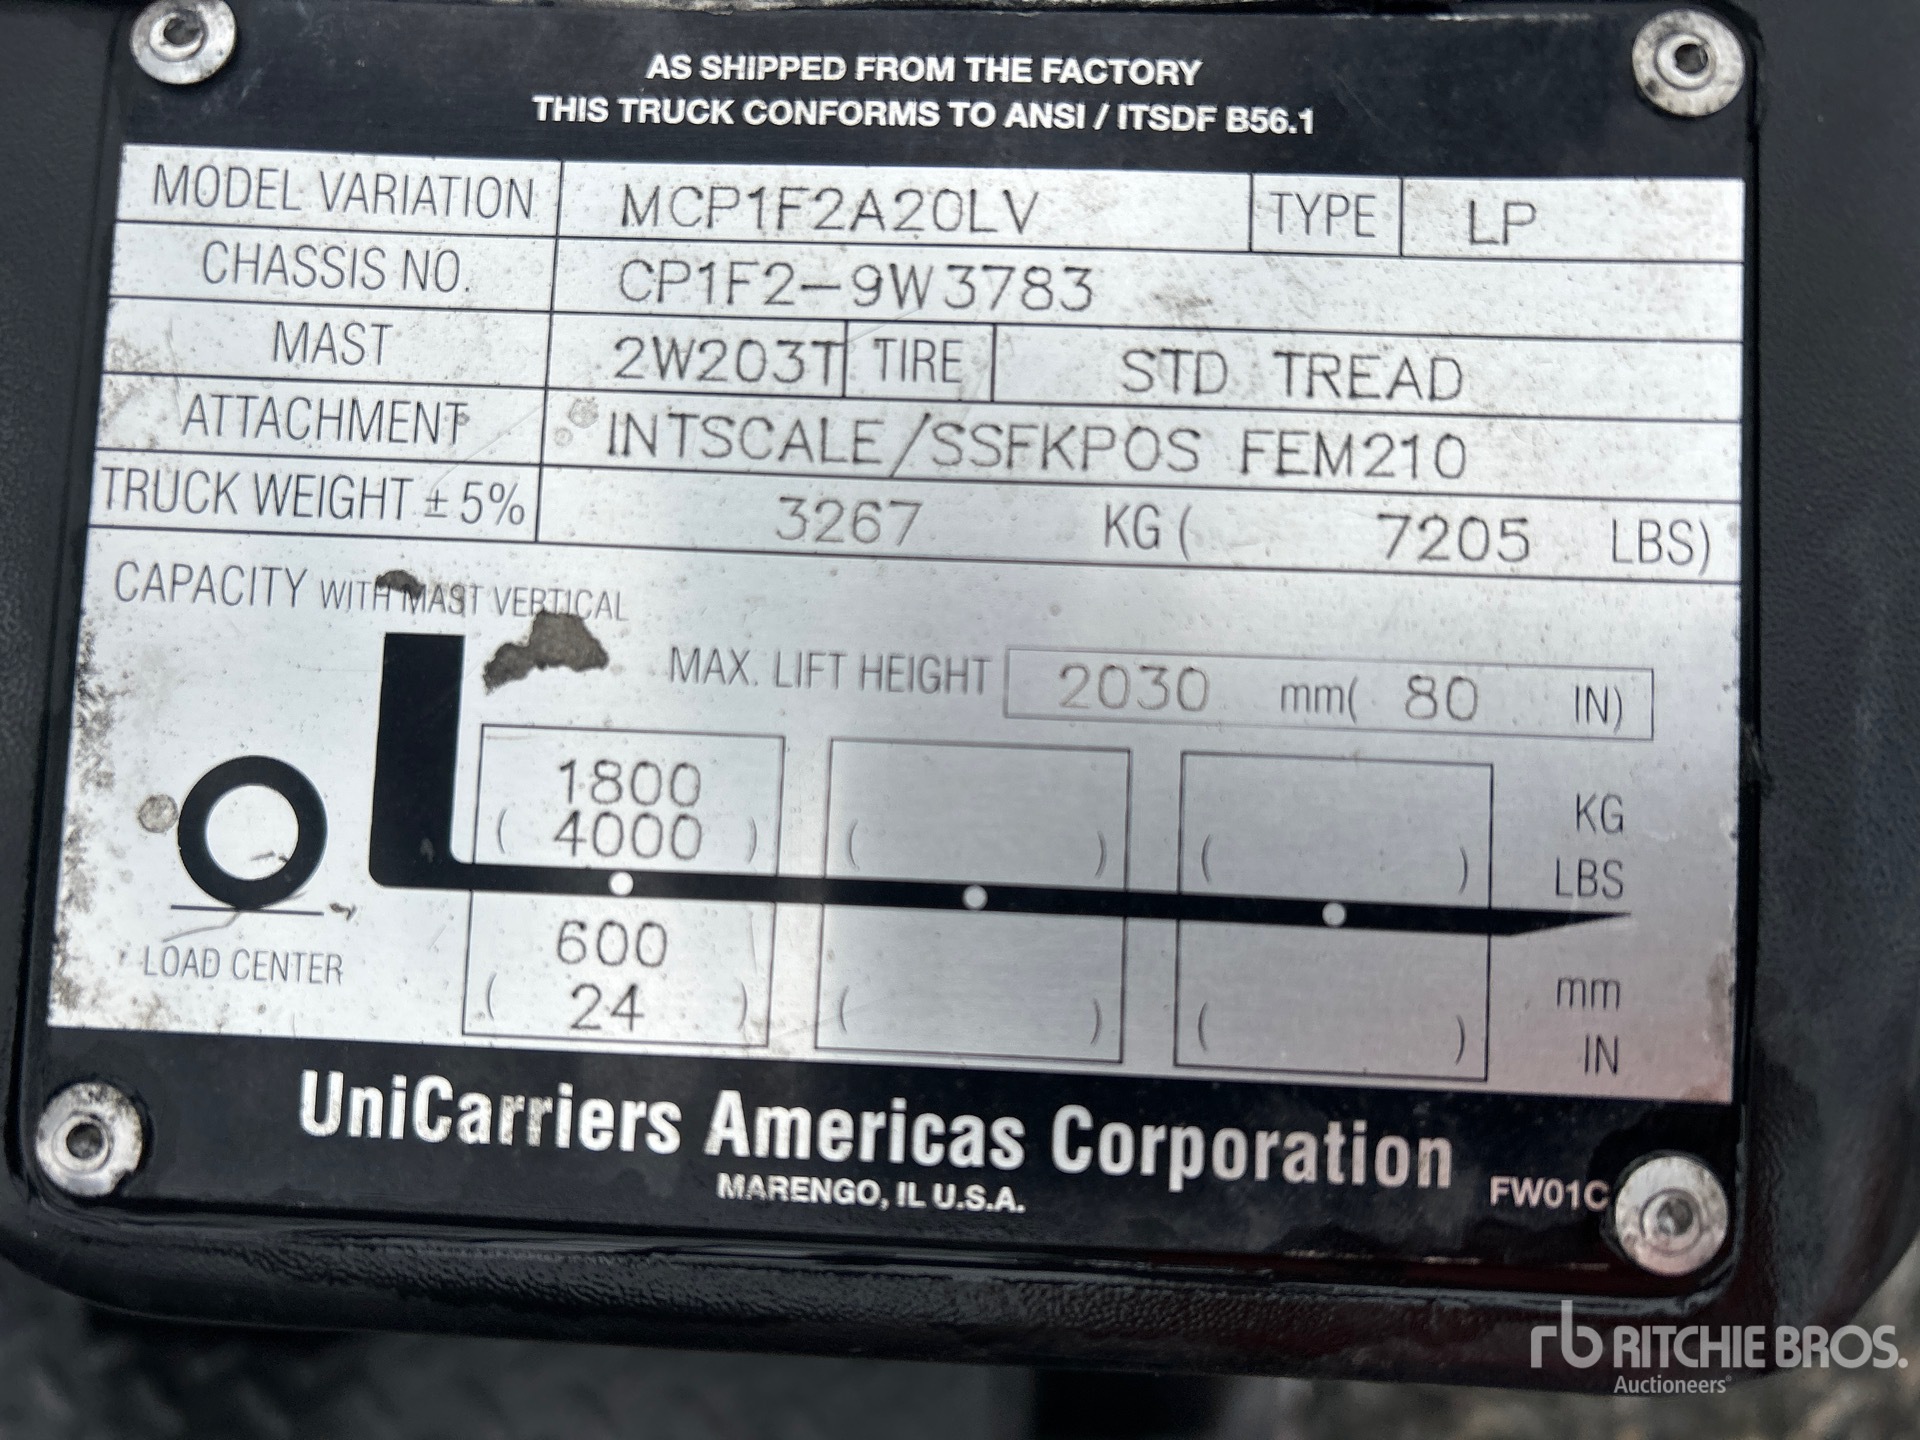 AS SHIPPED FROM THE FACTORY
THIS TRUCK CONFORMS TO ANSI / ITSDF B56.1
MODEL VARIATION MCP1F2A20LV TYPE LP
CHASSIS NO. CP1F2-9W3783
MAST 2W203T TIRE STD TREAD
ATTACHMENT INTSCALE/SSFKPOS FEM210
TRUCK WEIGHT ± 5% 3267 KG ( 7205 LBS)
CAPACITY WITH MAST VERTICAL
MAX. LIFT HEIGHT 2030 mm( 80 IN)
1800 KG
( 4000 ) ( ) ( ) LBS
LOAD CENTER 600 mm
( 24 ) ( ) ( ) IN
UniCarriers Americas Corporation
MARENGO, IL U.S.A. FW01C
rb RITCHIE BROS.
Auctioneers